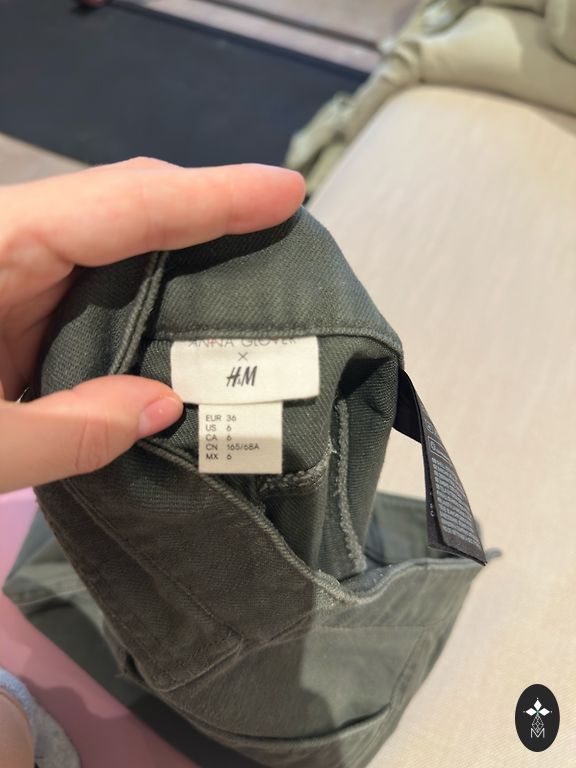 ANNA GLOVER
×
H&M
EUR 36
US 6
CA 6
CN 165/68A
MX 6